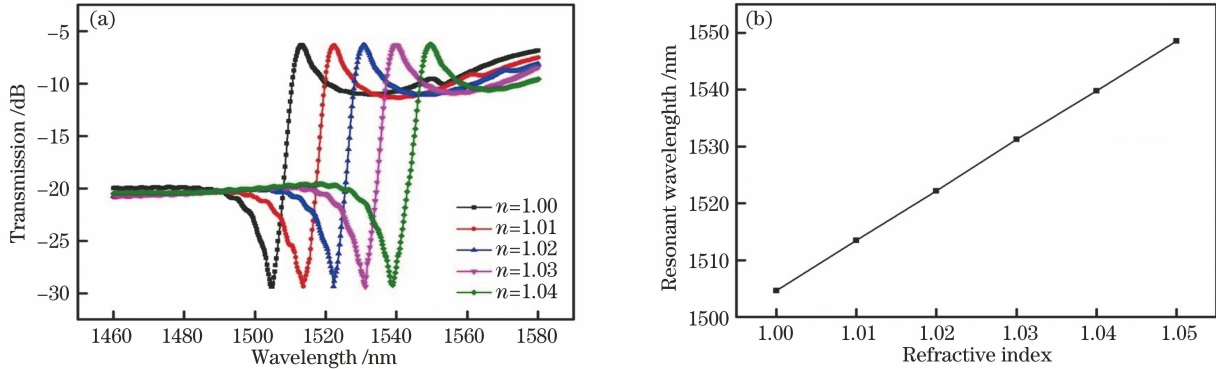 (a)
Transmission /dB
−5
−10
−15
−20
−25
−30
n=1.00
n=1.01
n=1.02
n=1.03
n=1.04
1460 1480 1500 1520 1540 1560 1580
Wavelength /nm
(b)
Resonant wavelenghth /nm
1550
1540
1530
1520
1510
1500
1.00 1.01 1.02 1.03 1.04 1.05
Refractive index